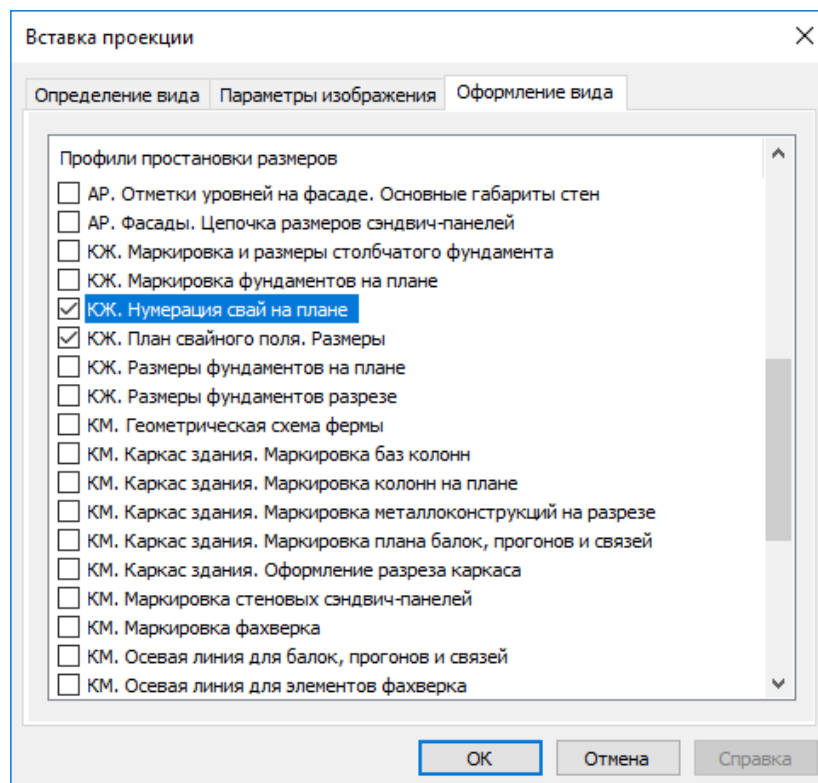 Вставка проекции
Определение вида Параметры изображения Оформление вида
Профили простановки размеров
АР. Отметки уровней на фасаде. Основные габариты стен
АР. Фасады. Цепочка размеров сэндвич-панелей
КЖ. Маркировка и размеры столбчатого фундамента
КЖ. Маркировка фундаментов на плане
КЖ. Нумерация свай на плане
КЖ. План свайного поля. Размеры
КЖ. Размеры фундаментов на плане
КЖ. Размеры фундаментов разрезе
КМ. Геометрическая схема фермы
КМ. Каркас здания. Маркировка баз колонн
КМ. Каркас здания. Маркировка колонн на плане
КМ. Каркас здания. Маркировка металлоконструкций на разрезе
КМ. Каркас здания. Маркировка плана балок, прогонов и связей
КМ. Каркас здания. Оформление разреза каркаса
КМ. Маркировка стеновых сэндвич-панелей
КМ. Маркировка фахверка
КМ. Осевая линия для балок, прогонов и связей
КМ. Осевая линия для элементов фахверка
ОК Отмена Справка